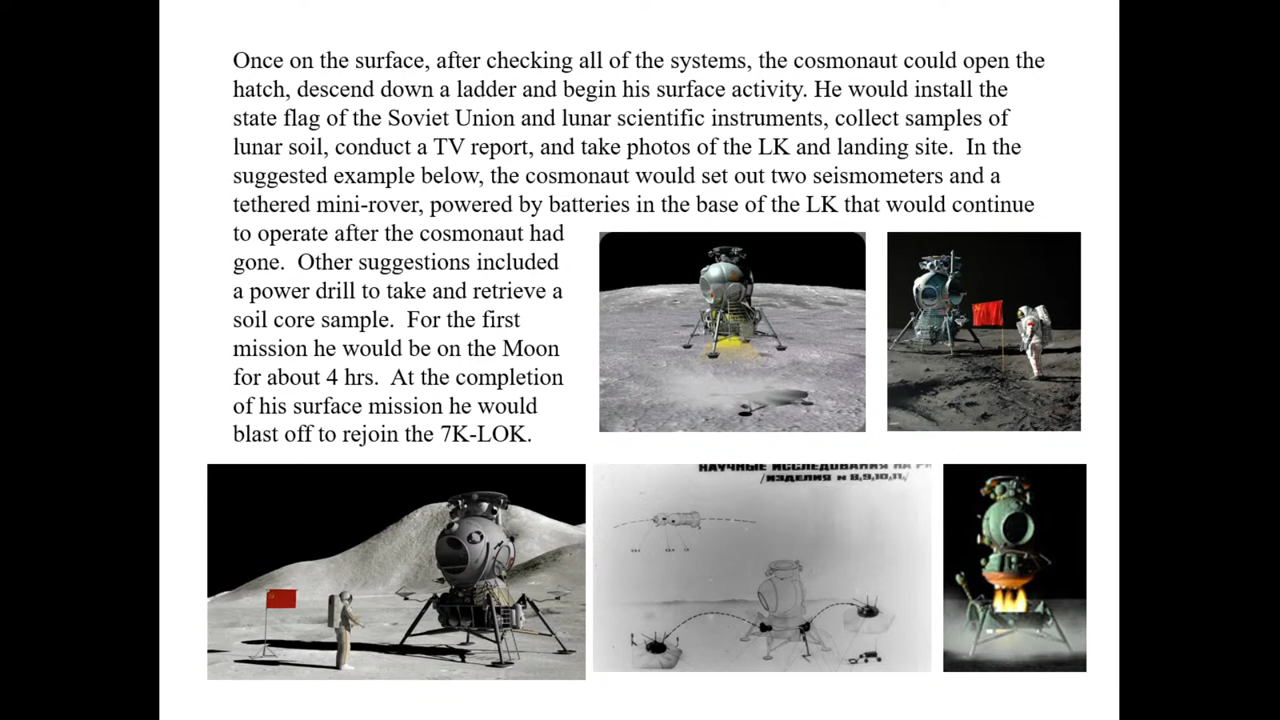 Once on the surface, after checking all of the systems, the cosmonaut could open the
hatch, descend down a ladder and begin his surface activity. He would install the
state flag of the Soviet Union and lunar scientific instruments, collect samples of
lunar soil, conduct a TV report, and take photos of the LK and landing site. In the
suggested example below, the cosmonaut would set out two seismometers and a
tethered mini-rover, powered by batteries in the base of the LK that would continue
to operate after the cosmonaut had
gone. Other suggestions included
a power drill to take and retrieve a
soil core sample. For the first
mission he would be on the Moon
for about 4 hrs. At the completion
of his surface mission he would
blast off to rejoin the 7K-LOK.
НАУЧНЫЕ ИССЛЕДОВАНИЯ НА
/ИЗДЕЛИЯ № 8,9,10,11,/